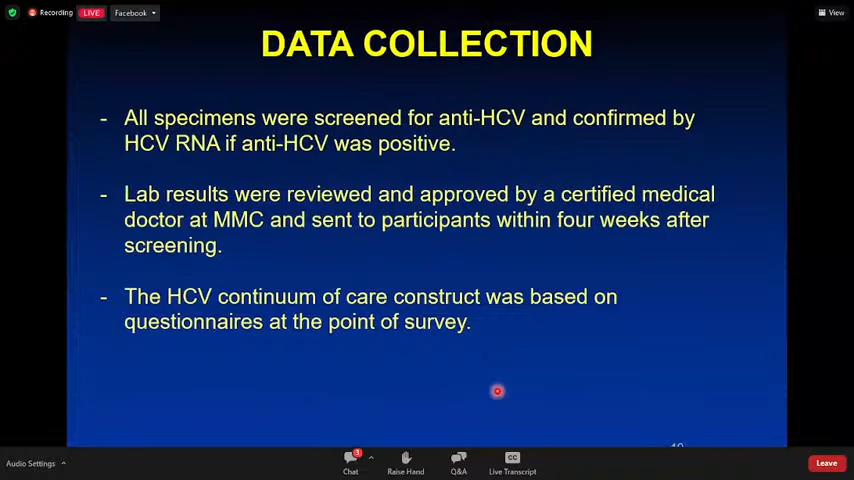 Recording LIVE Facebook View
DATA COLLECTION
- All specimens were screened for anti-HCV and confirmed by
HCV RNA if anti-HCV was positive.
- Lab results were reviewed and approved by a certified medical
doctor at MMC and sent to participants within four weeks after
screening.
- The HCV continuum of care construct was based on
questionnaires at the point of survey.
3
CC
Audio Settings Chat Raise Hand Q&A Live Transcript Leave